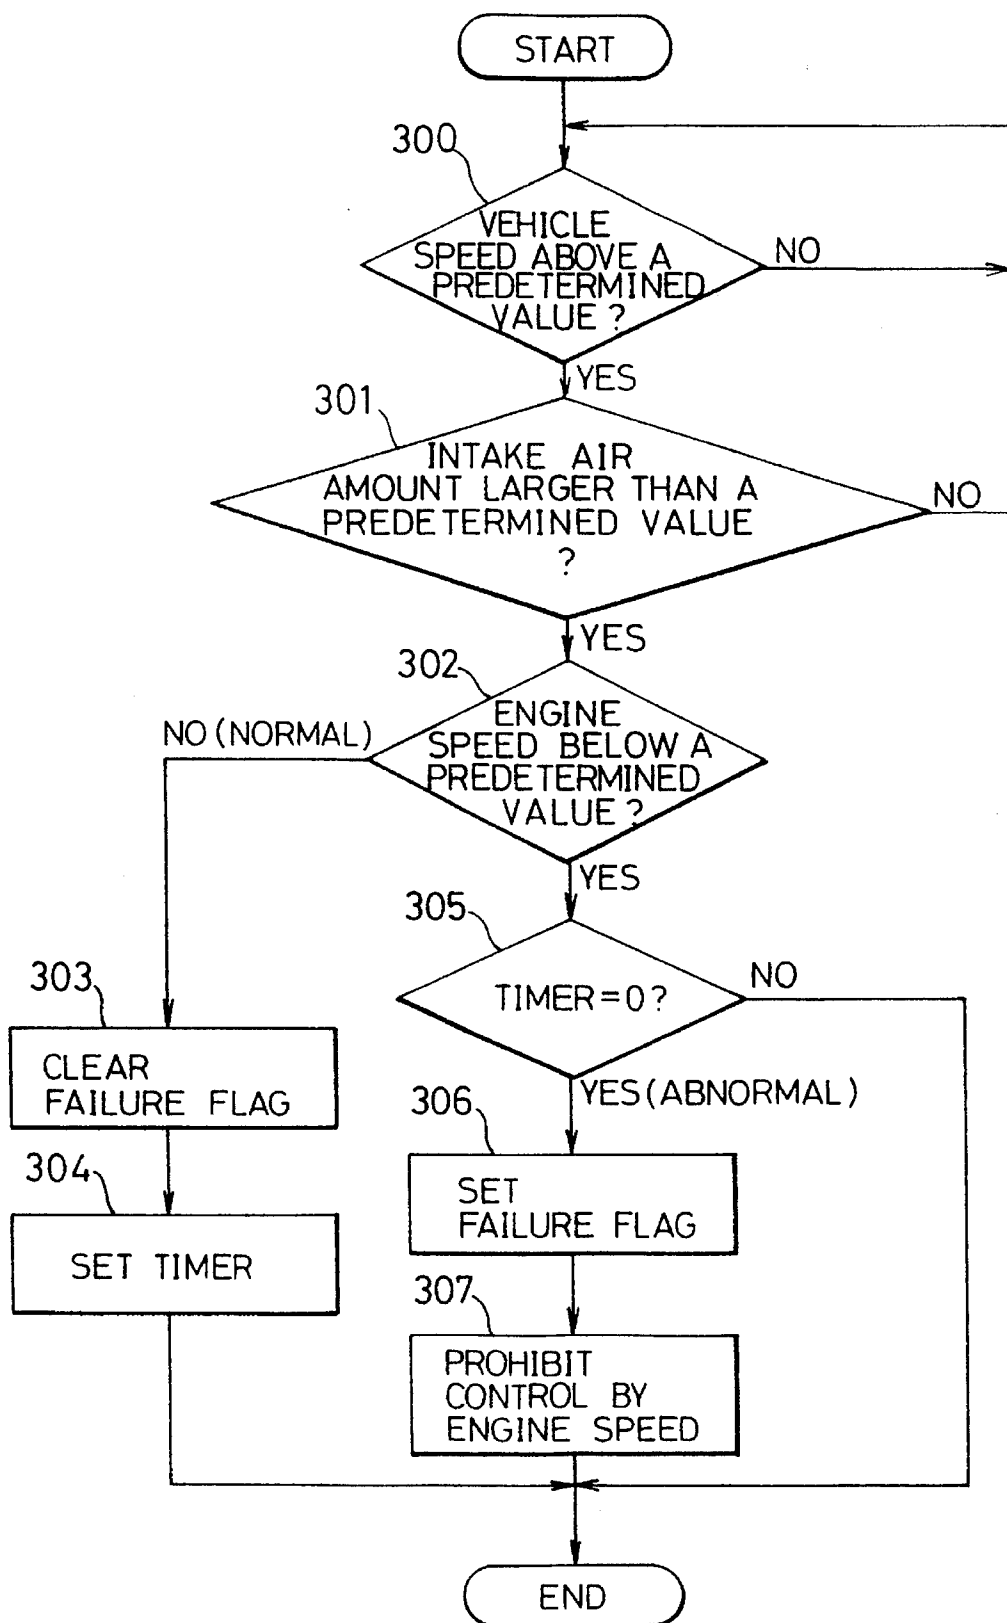 START
300
VEHICLE
SPEED ABOVE A
PREDETERMINED
VALUE ?
NO
YES
301
INTAKE AIR
AMOUNT LARGER THAN A
PREDETERMINED VALUE
?
NO
YES
302
ENGINE
SPEED BELOW A
PREDETERMINED
VALUE ?
NO (NORMAL)
YES
305
TIMER=0?
NO
YES (ABNORMAL)
303
CLEAR
FAILURE FLAG
304
SET TIMER
306
SET
FAILURE FLAG
307
PROHIBIT
CONTROL BY
ENGINE SPEED
END